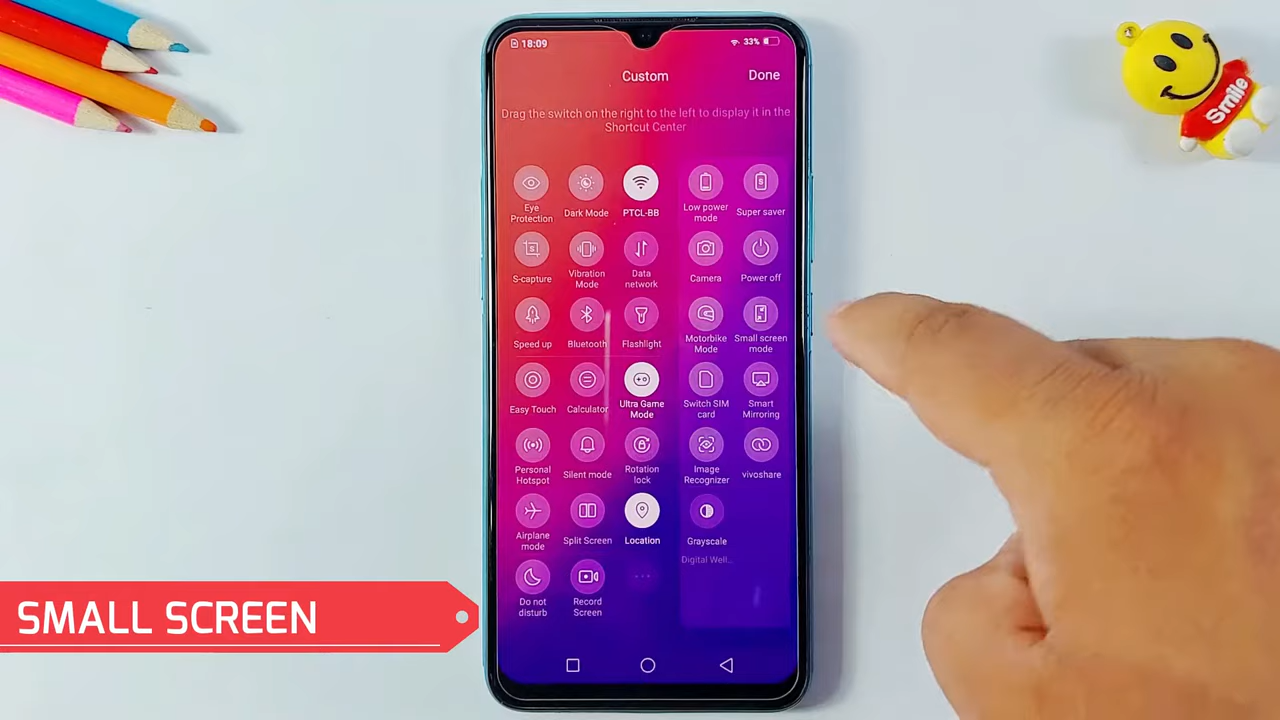 18:09
33%
Custom
Done
Drag the switch on the right to the left to display it in the
Shortcut Center
Eye
Protection
Dark Mode
PTCL-BB
Low power
mode
Super saver
S-capture
Vibration
Mode
Data
network
Camera
Power off
Speed up
Bluetooth
Flashlight
Motorbike
Mode
Small screen
mode
Easy Touch
Calculator
Ultra Game
Mode
Switch SIM
card
Smart
Mirroring
Personal
Hotspot
Silent mode
Rotation
lock
Image
Recognizer
vivoshare
Airplane
mode
Split Screen
Location
Grayscale
Digital Well...
Do not
disturb
Record
Screen
...
SMALL SCREEN
Smile